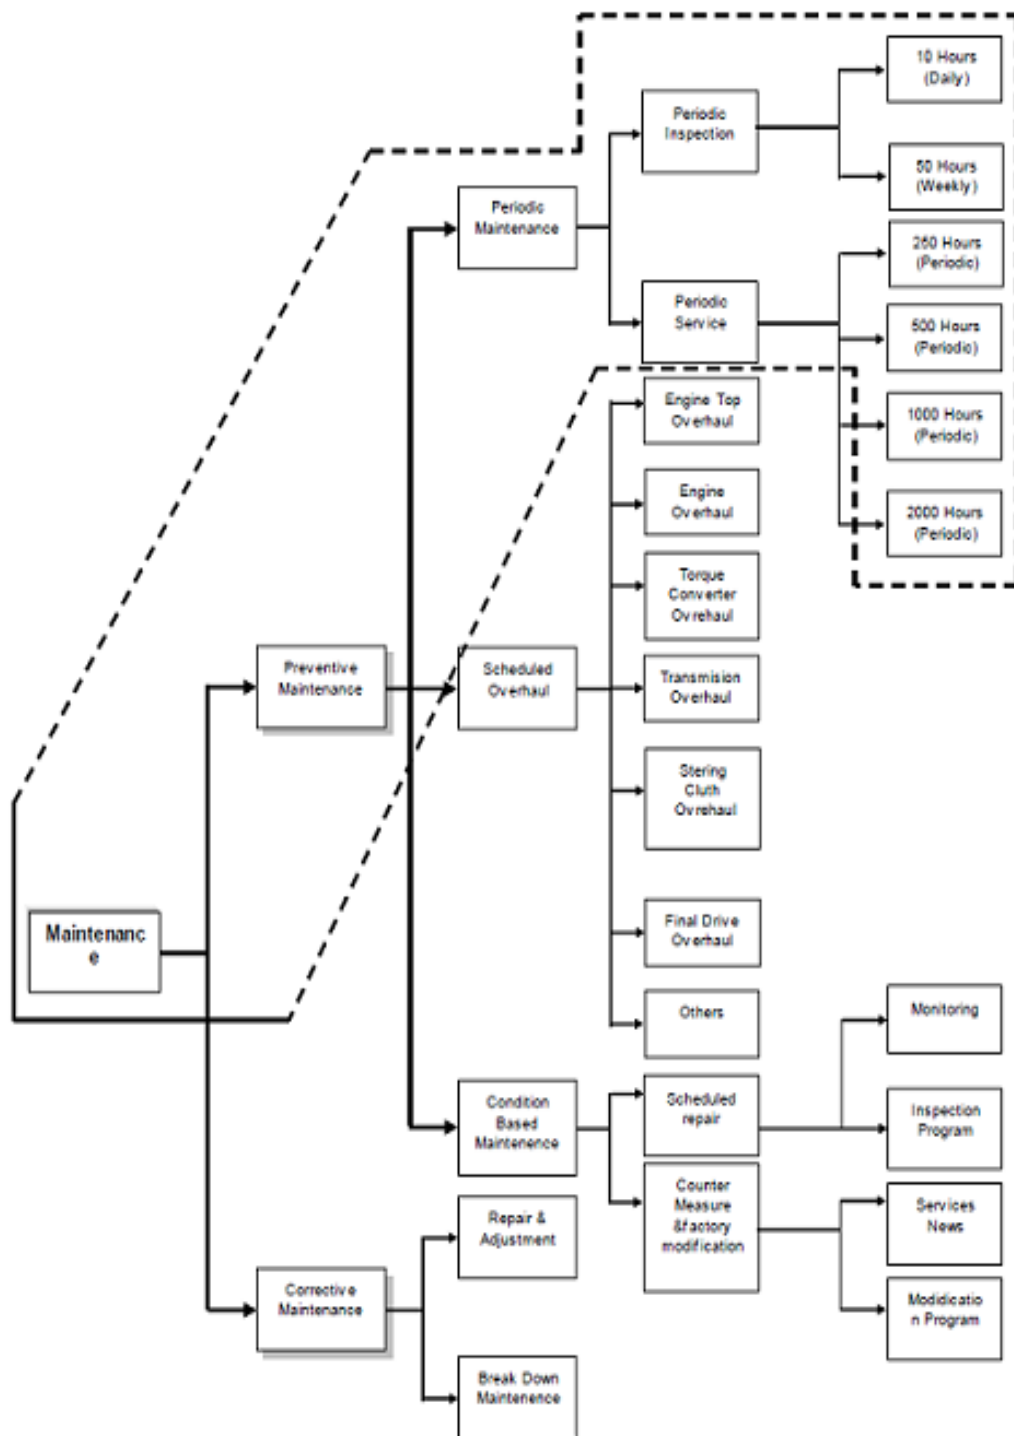 10 Hours
(Daily)
Periodic
Inspection
50 Hours
(Weekly)
Periodic
Maintenance
250 Hours
(Periodic)
Periodic
Service
500 Hours
(Periodic)
Engine Top
Overhaul
1000 Hours
(Periodic)
Engine
Overhaul
2000 Hours
(Periodic)
Torque
Converter
Ovrehaul
Preventive
Maintenance
Scheduled
Overhaul
Transmision
Overhaul
Stering
Cluth
Ovrehaul
Maintenanc
e
Final Drive
Overhaul
Others
Monitoring
Condition
Based
Maintenence
Scheduled
repair
Inspection
Program
Counter
Measure
&factory
modification
Services
News
Repair &
Adjustment
Corrective
Maintenance
Modidicatio
n Program
Break Down
Maintenence